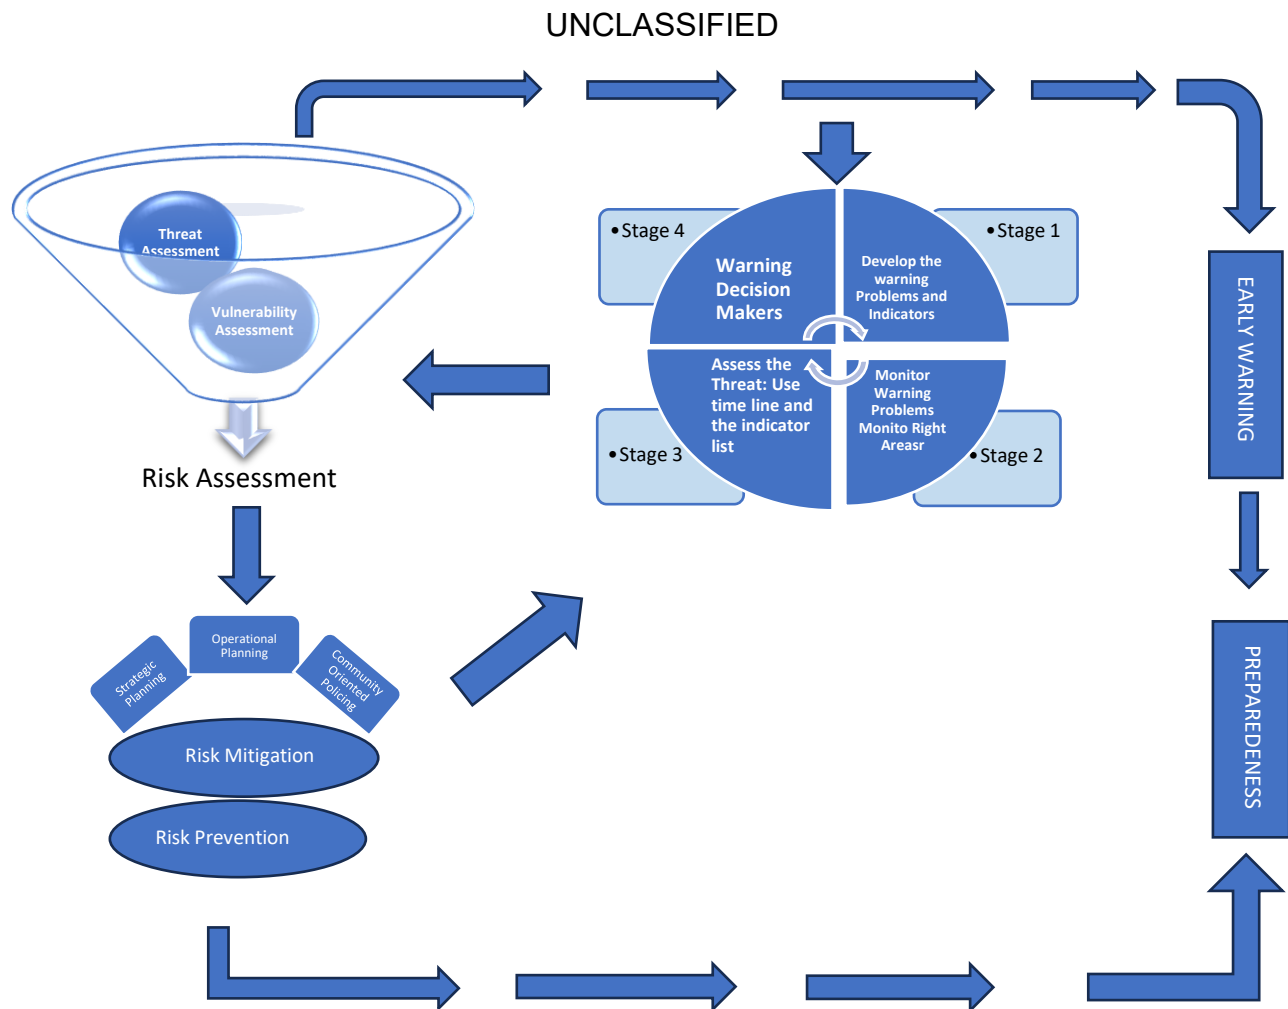 UNCLASSIFIED
Threat
Assessment
Vulnerability
Assessment
Risk Assessment
• Stage 4
• Stage 1
Warning
Decision
Makers
Develop the
warning
Problems and
Indicators
Assess the
Threat: Use
time line and
the indicator
list
Monitor
Warning
Problems
Monito Right
Areasr
• Stage 3
• Stage 2
EARLY WARNING
Strategic
Planning
Operational
Planning
Community
Oriented
Policing
Risk Mitigation
Risk Prevention
PREPAREDENESS